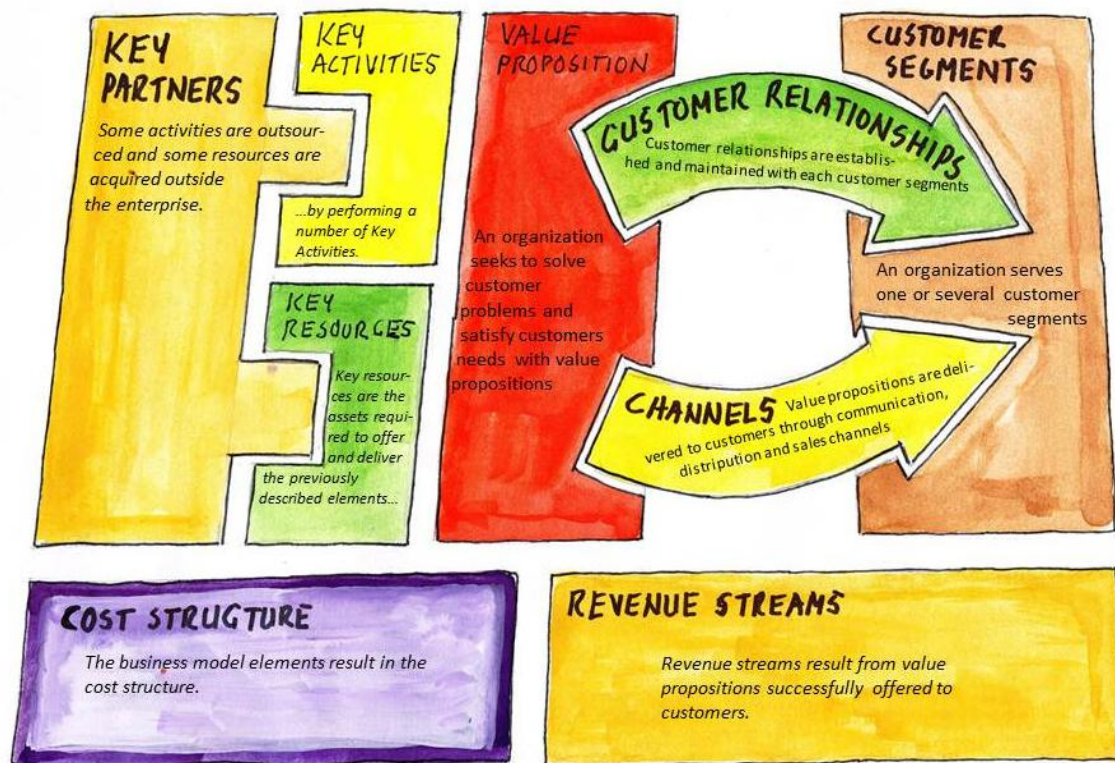 KEY
PARTNERS
Some activities are outsour-
ced and some resources are
acquired outside
the enterprise.
KEY
ACTIVITIES
...by performing a
number of Key
Activities.
KEY
RESOURCES
Key resour-
ces are the
assets requi-
red to offer
and deliver
the previously
described elements...
VALUE
PROPOSITION
An organization
seeks to solve
customer
problems and
satisfy customers
needs with value
propositions
CUSTOMER RELATIONSHIPS
Customer relationships are establis-
hed and maintained with each customer segments
CHANNELS Value propositions are deli-
vered to customers through communication,
distripution and sales channels
CUSTOMER
SEGMENTS
An organization serves
one or several customer
segments
COST STRUCTURE
The business model elements result in the
cost structure.
REVENUE STREAMS
Revenue streams result from value
propositions successfully offered to
customers.